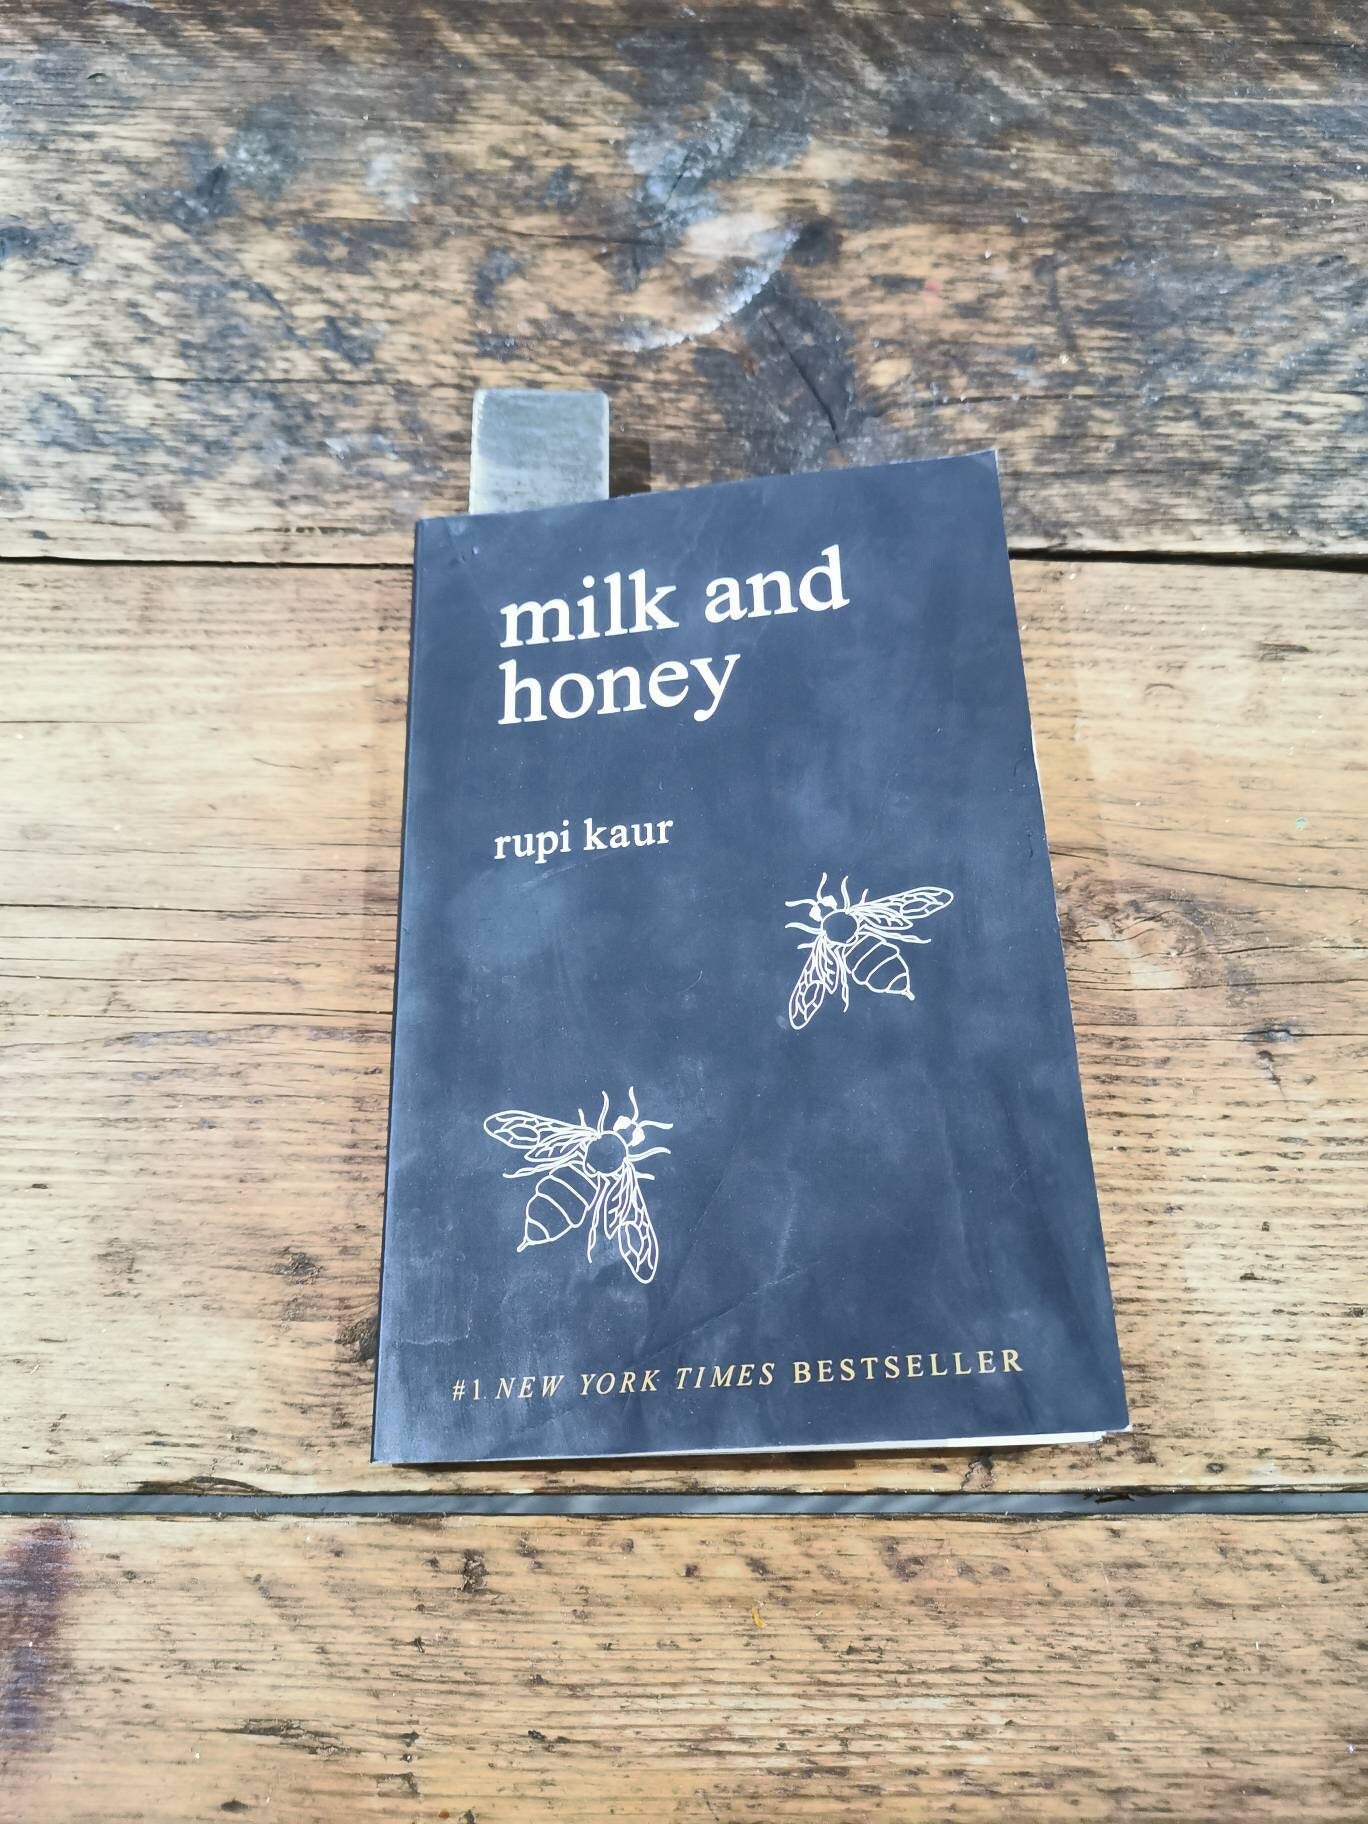 milk and
honey
rupi kaur
#1 NEW YORK TIMES BESTSELLER